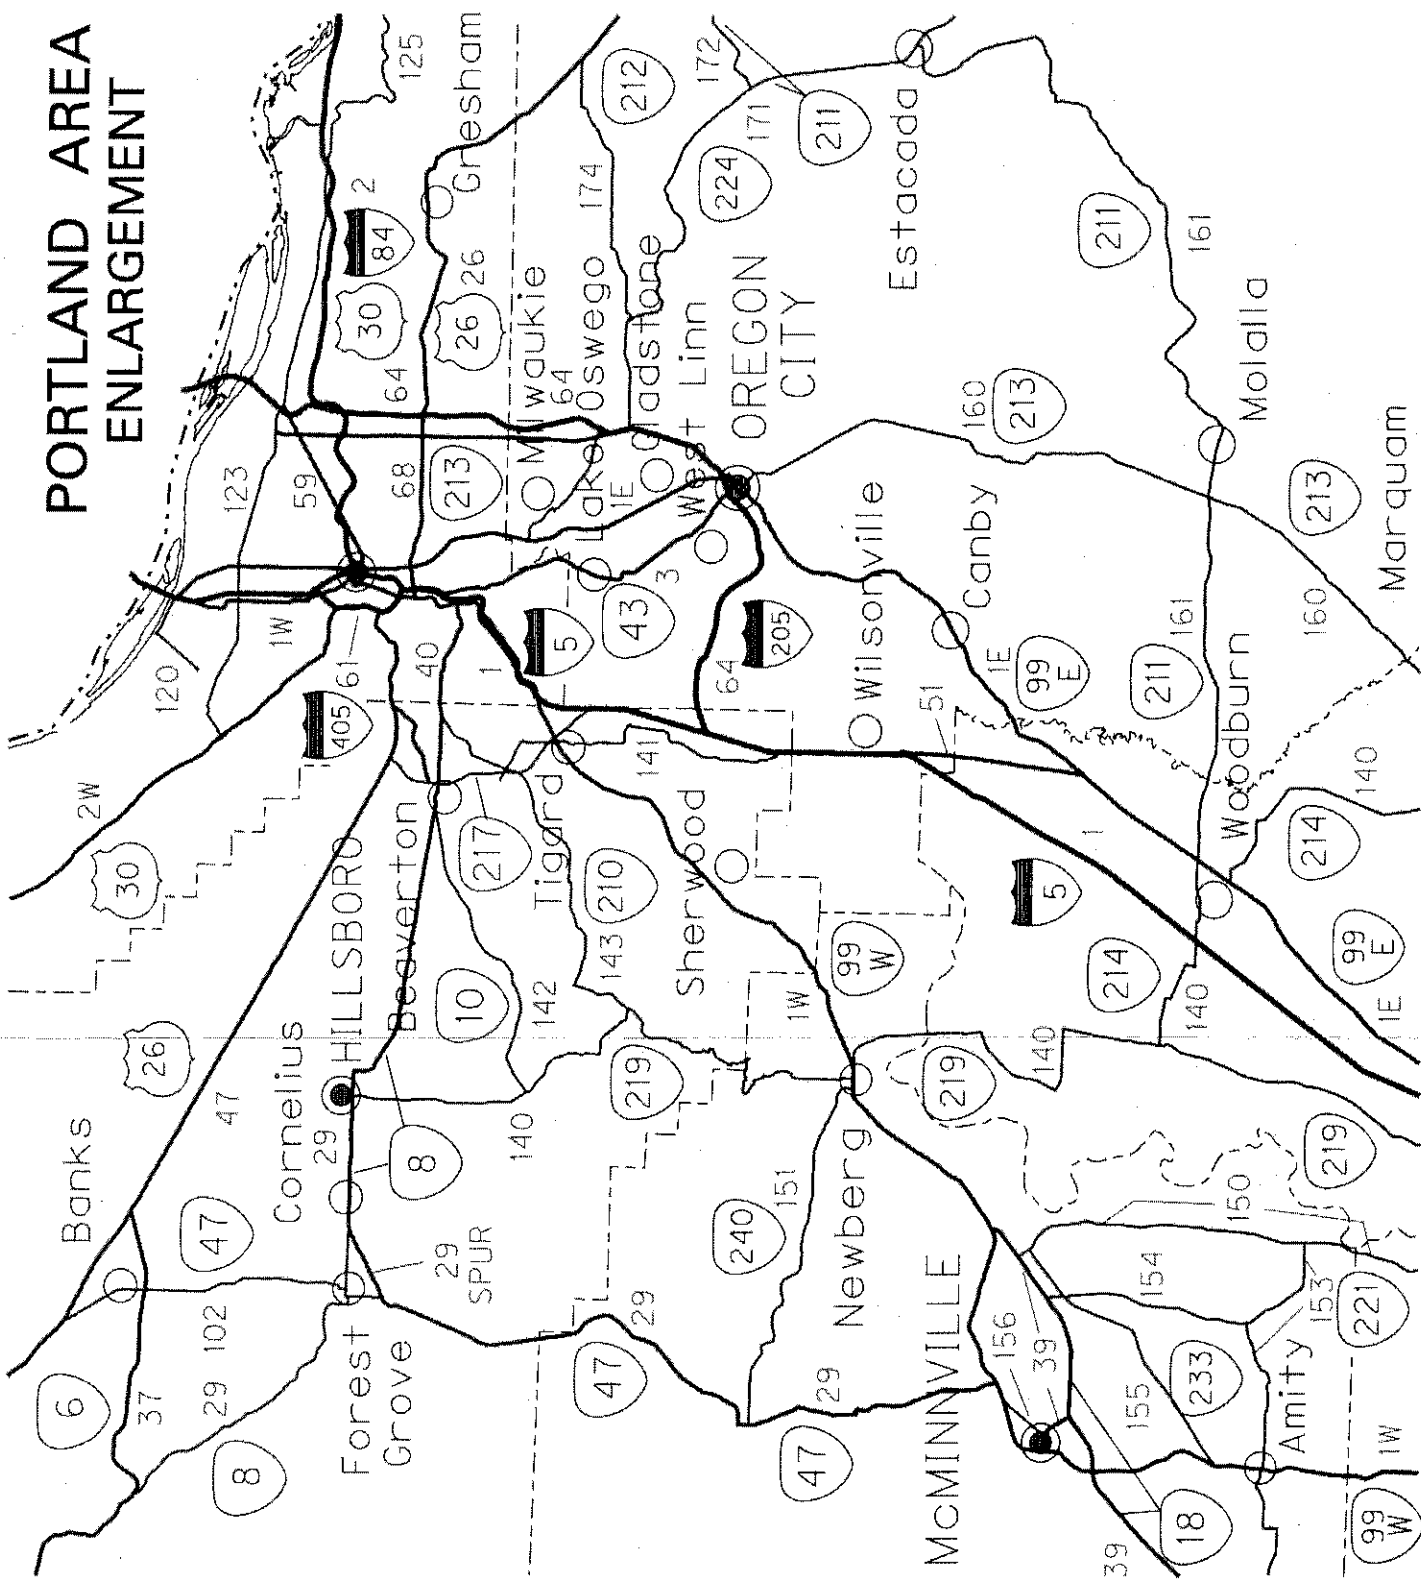 PORTLAND AREA
ENLARGEMENT
6
Banks
30
2W
37
26
120
123
47
8
29
102
47
1W
59
Cornelius
29
HILLSBORO
405
61
30
84
2
Forest
Grove
8
Beaverton
40
68
64
125
29
SPUR
10
217
1
213
26
26
Gresham
140
142
Tigard
5
Milwaukie
47
29
219
143
210
141
43
Lake Oswego
64
1E
174
212
Sherwood
3
Gladstone
West Linn
240
151
1W
64
205
OREGON
CITY
224
171
172
47
29
Newberg
99
W
Wilsonville
211
McMINNVILLE
219
51
Canby
160
213
Estacada
156
39
140
5
1
1E
99
E
155
154
214
211
211
39
18
233
150
140
161
161
Amity
153
Woodburn
Molalla
99
W
1W
221
219
1E
99
E
214
140
160
213
Marquam